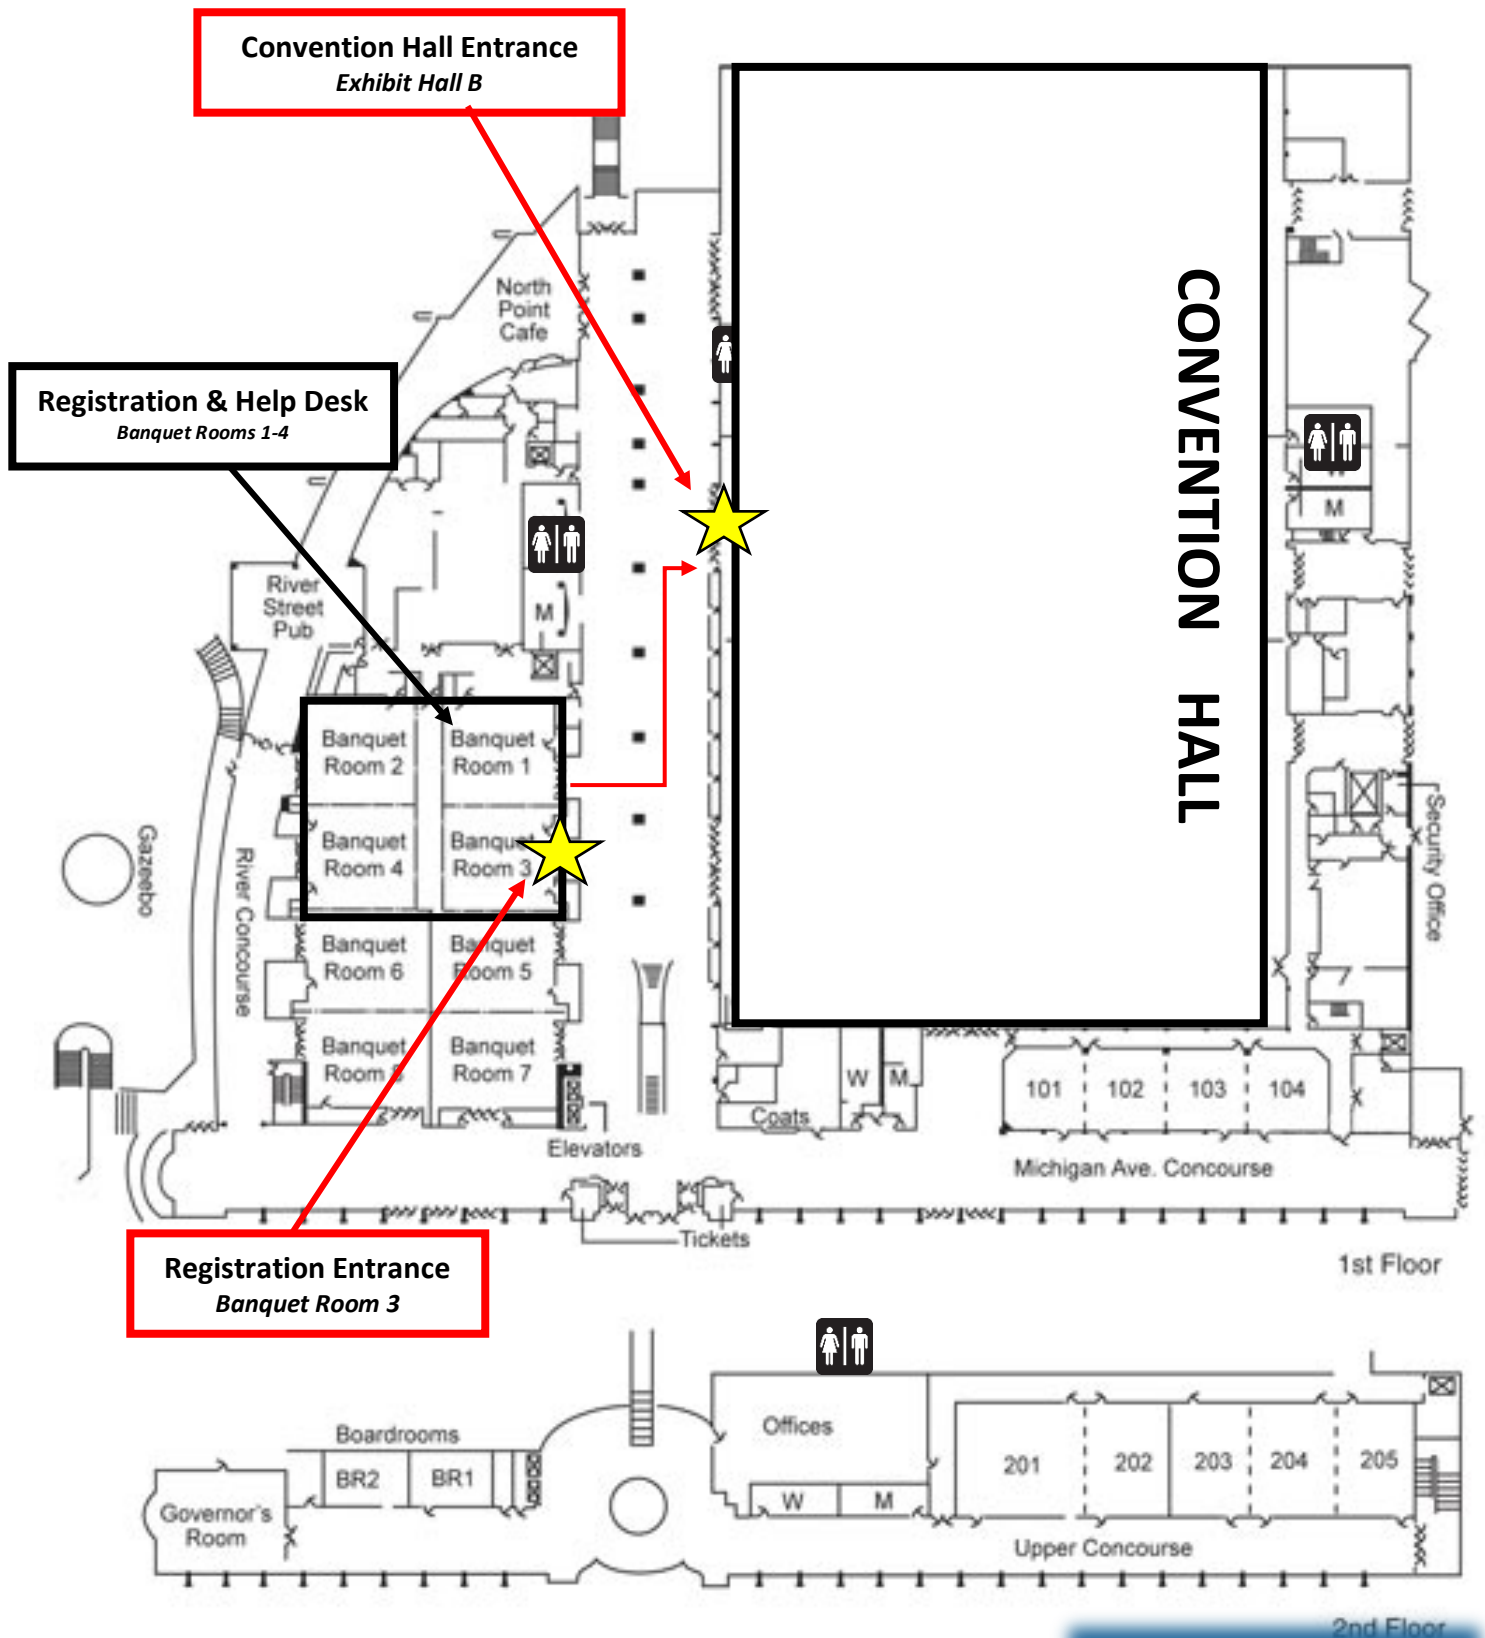 Convention Hall Entrance
Exhibit Hall B
North
Point
Cafe
Registration & Help Desk
Banquet Rooms 1-4
CONVENTION HALL
M
River
Street
Pub
M
Banquet
Room 2
Banquet
Room 1
Banquet
Room 4
Banquet
Room 3
Gazeebo
River Concourse
Security Office
Banquet
Room 6
Banquet
Room 5
Banquet
Room 8
Banquet
Room 7
W
M
Coats
101
102
103
104
Elevators
Michigan Ave. Concourse
Tickets
1st Floor
Registration Entrance
Banquet Room 3
Boardrooms
BR2
BR1
Governor's
Room
Offices
W
M
201
202
203
204
205
Upper Concourse
2nd Floor